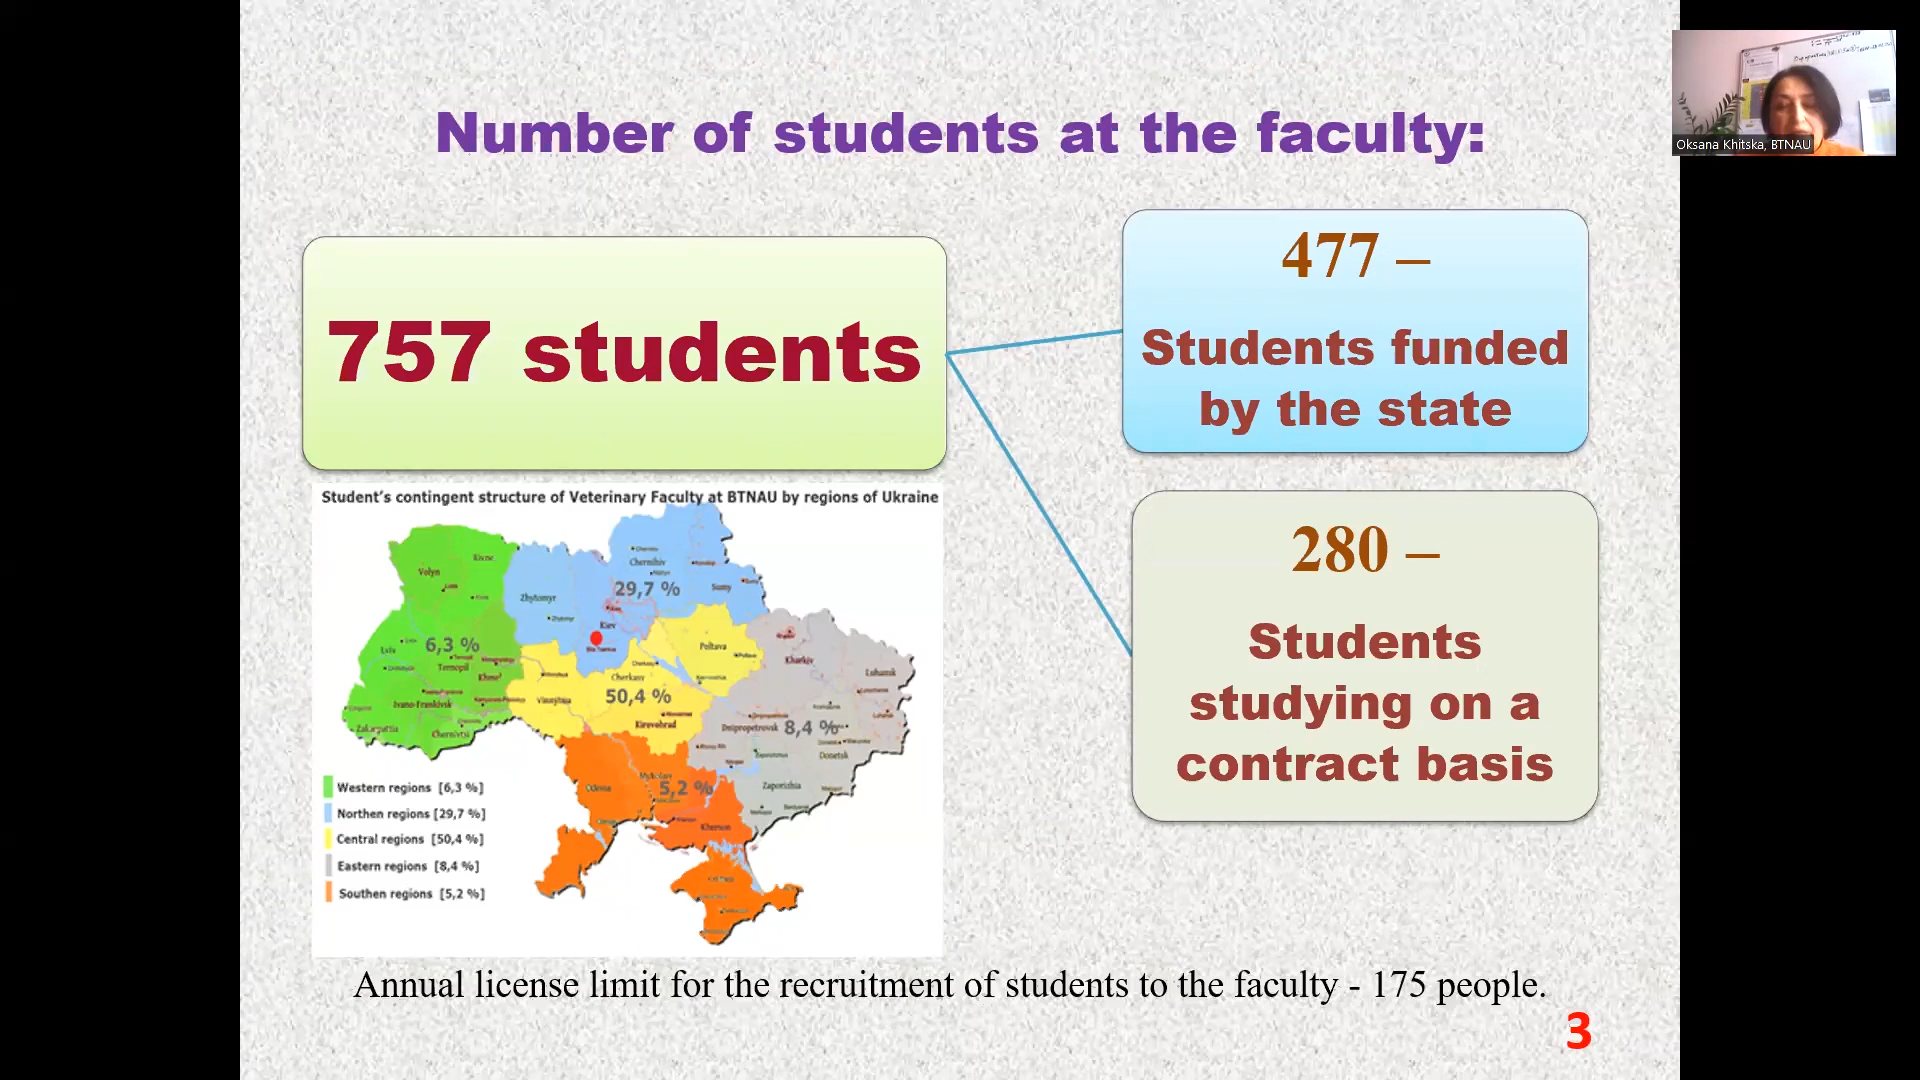 Number of students at the faculty:
Oksana Khitska, BTNAU
757 students
477 –
Students funded
by the state
280 –
Students
studying on a
contract basis
Student’s contingent structure of Veterinary Faculty at BTNAU by regions of Ukraine
Rivne
Volyn
Chernihiv
29,7 %
Sumy
Zhytomyr
Kiev
Lviv
6,3 %
Ternopil
Poltava
Kharkiv
Luhansk
Cherkasy
50,4 %
Vinnytsia
Ivano-Frankivsk
Kirovohrad
Dnipropetrovsk
8,4 %
Zakarpattia
Chernivtsi
Donetsk
5,2 %
Odessa
Zaporizhia
Kherson
Western regions [6,3 %]
Northen regions [29,7 %]
Central regions [50,4 %]
Eastern regions [8,4 %]
Southen regions [5,2 %]
Annual license limit for the recruitment of students to the faculty - 175 people.
3